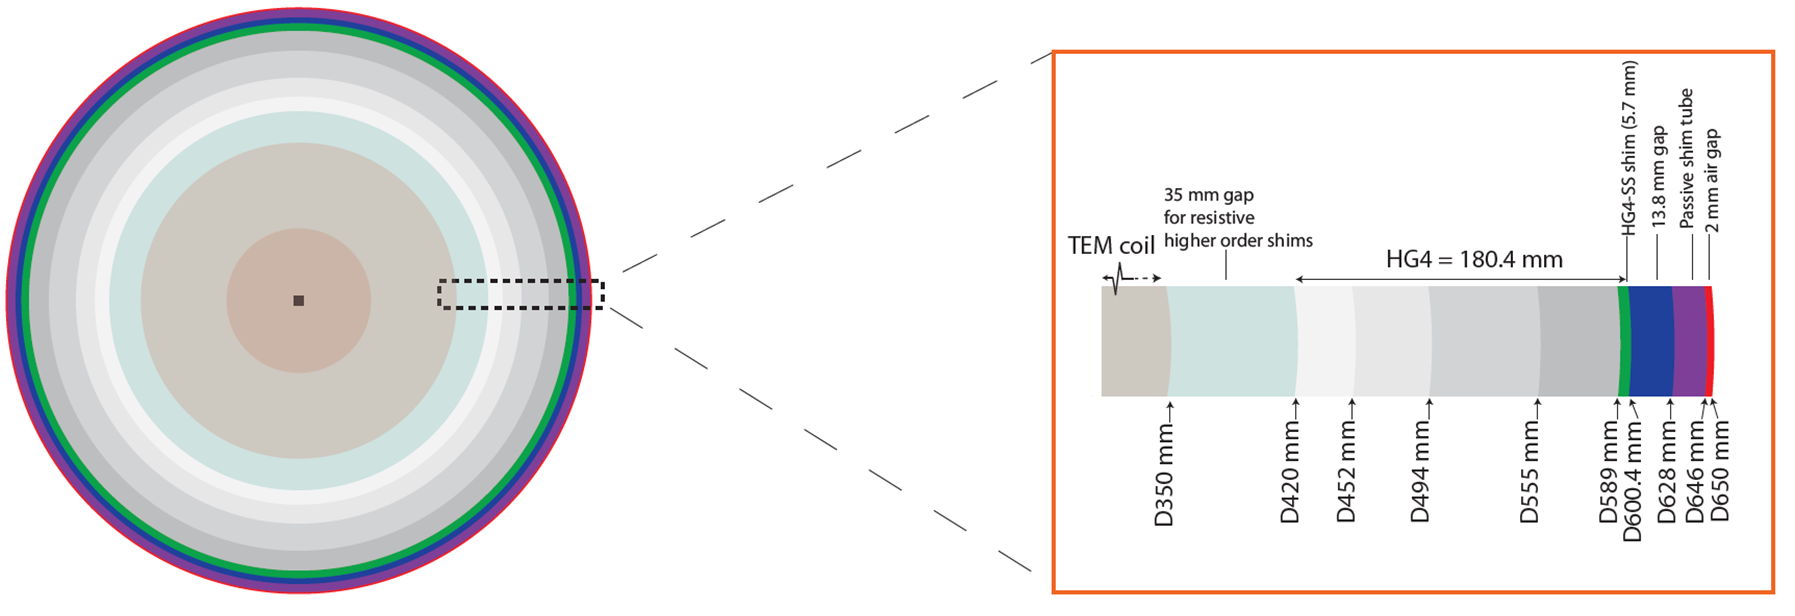 35 mm gap
for resistive
higher order shims
TEM coil
HG4 = 180.4 mm
HG4-SS shim (5.7 mm)
13.8 mm gap
Passive shim tube
2 mm air gap
D350 mm
D420 mm
D452 mm
D494 mm
D555 mm
D589 mm
D600.4 mm
D628 mm
D646 mm
D650 mm